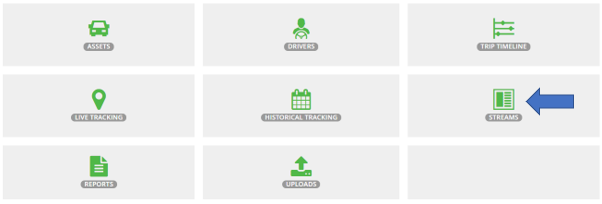 ASSETS
DRIVERS
TRIP TIMELINE
LIVE TRACKING
HISTORICAL TRACKING
STREAMS
REPORTS
UPLOADS